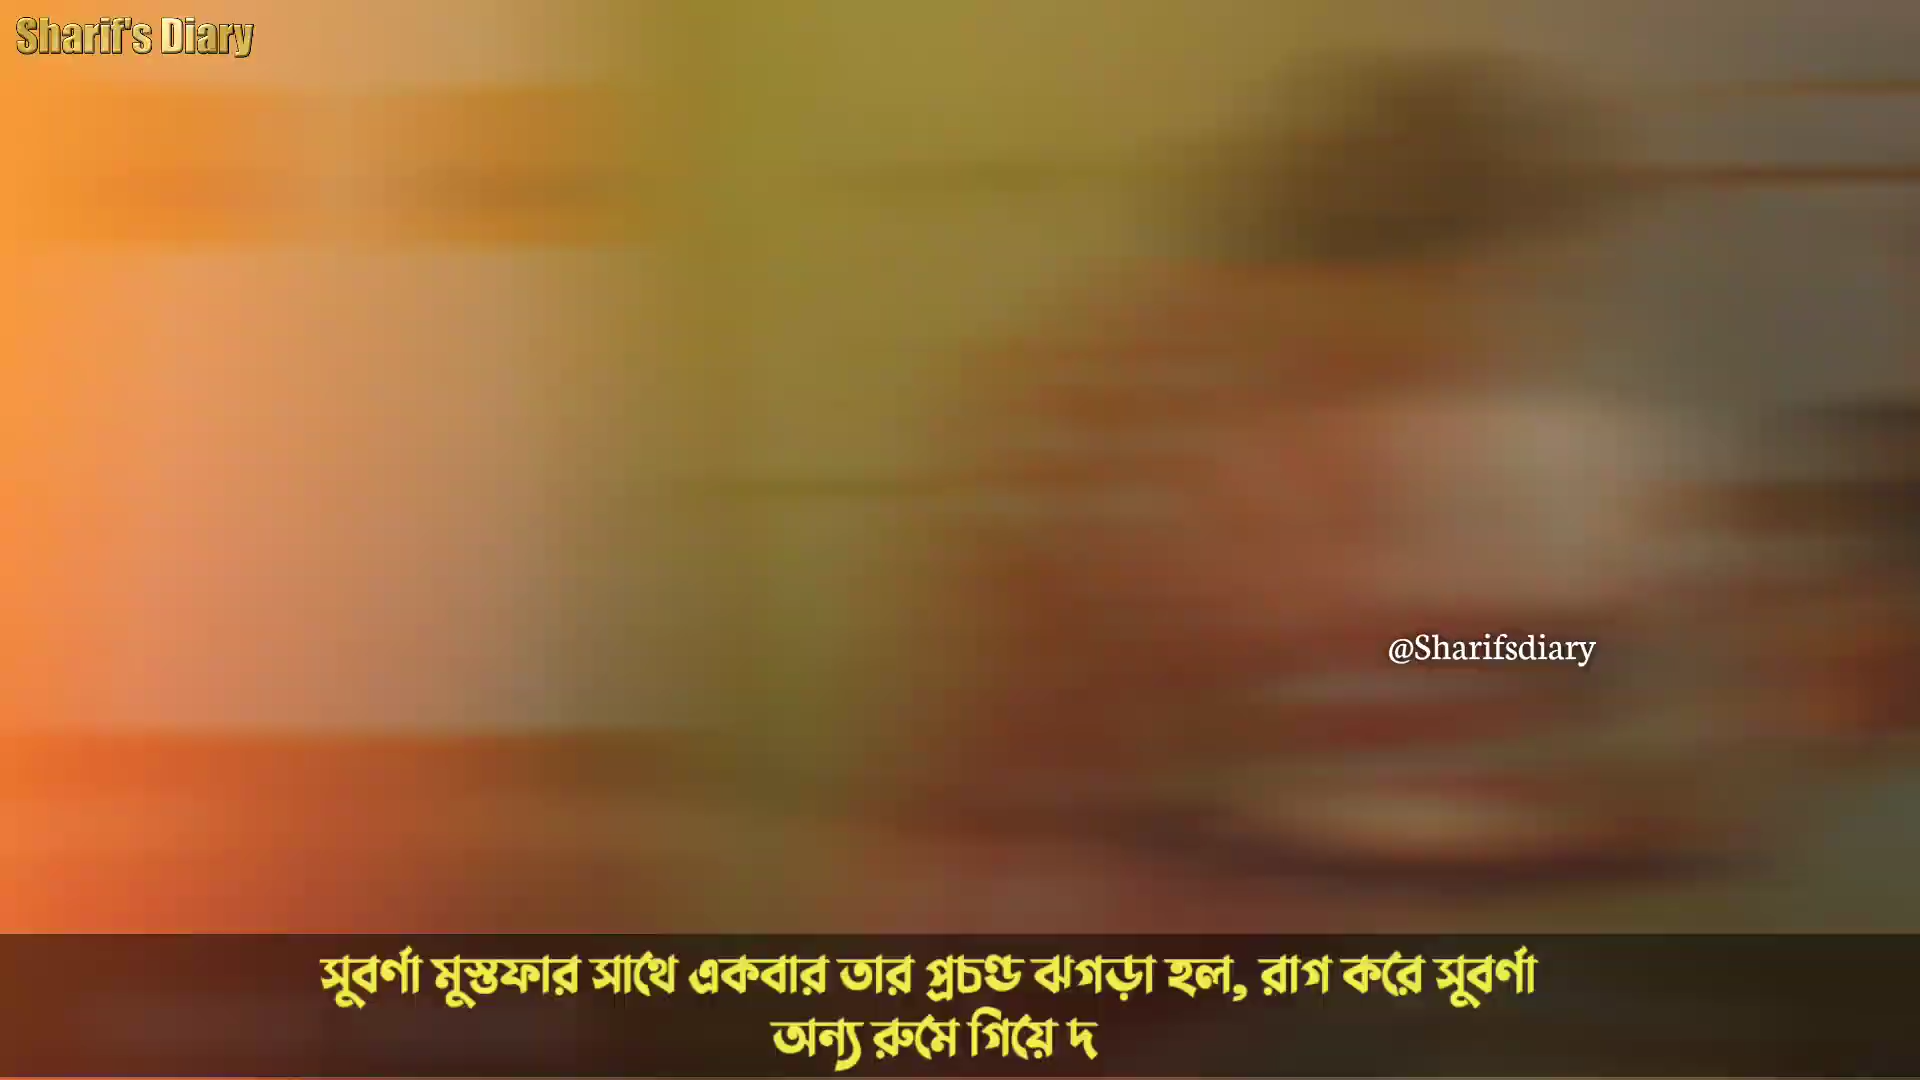 Sharif's Diary
@Sharifsdiary
সুবর্ণা মুস্তফার সাথে একবার তার প্রচণ্ড ঝগড়া হল, রাগ করে সুবর্ণা
অন্য রুমে গিয়ে দ